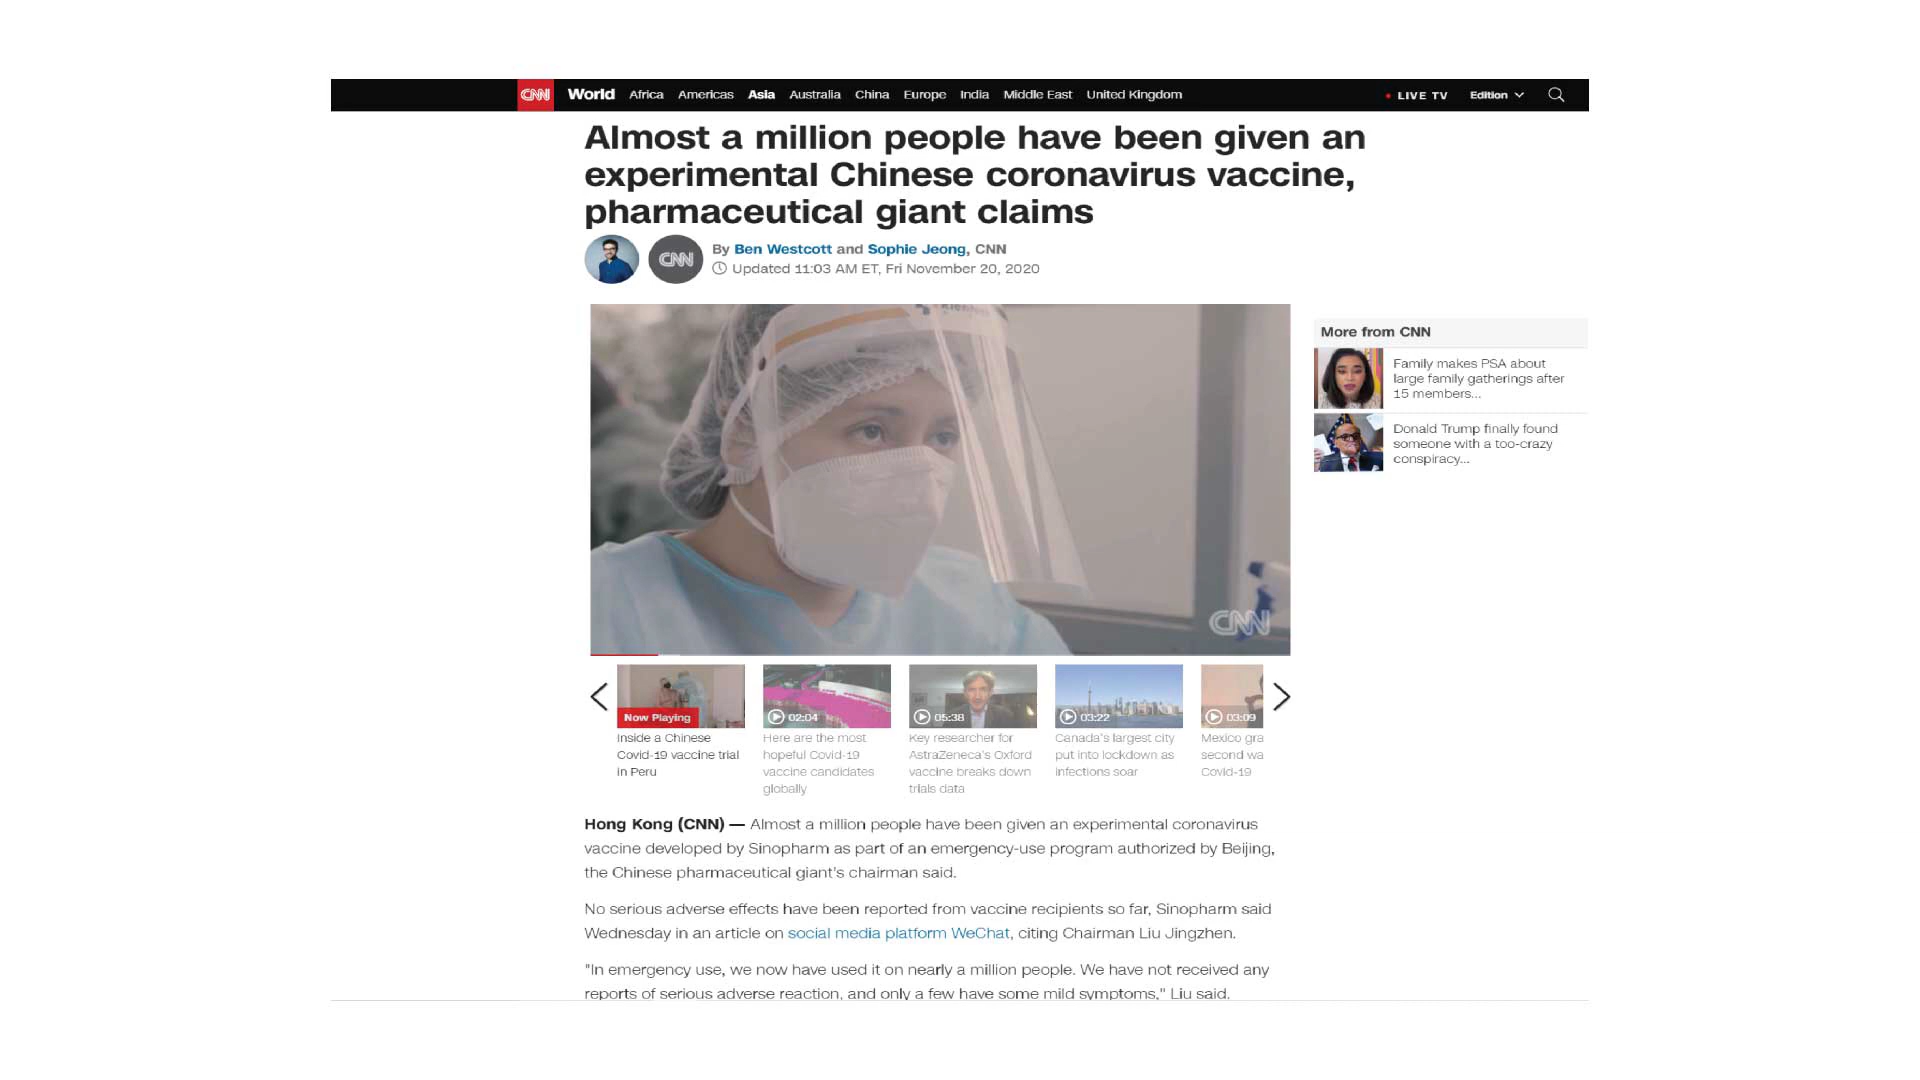 CNN World Africa Americas Asia Australia China Europe India Middle East United Kingdom LIVE TV Edition
Almost a million people have been given an
experimental Chinese coronavirus vaccine,
pharmaceutical giant claims
CNN
By Ben Westcott and Sophie Jeong, CNN
Updated 11:03 AM ET, Fri November 20, 2020
CNN
More from CNN
Family makes PSA about
large family gatherings after
15 members...
Donald Trump finally found
someone with a too-crazy
conspiracy...
Now Playing
Inside a Chinese
Covid-19 vaccine trial
in Peru
02:04
Here are the most
hopeful Covid-19
vaccine candidates
globally
05:38
Key researcher for
AstraZeneca's Oxford
vaccine breaks down
trials data
03:22
Canada's largest city
put into lockdown as
infections soar
03:09
Mexico gra
second wa
Covid-19
Hong Kong (CNN) — Almost a million people have been given an experimental coronavirus
vaccine developed by Sinopharm as part of an emergency-use program authorized by Beijing,
the Chinese pharmaceutical giant's chairman said.
No serious adverse effects have been reported from vaccine recipients so far, Sinopharm said
Wednesday in an article on social media platform WeChat, citing Chairman Liu Jingzhen.
"In emergency use, we now have used it on nearly a million people. We have not received any
reports of serious adverse reaction, and only a few have some mild symptoms," Liu said.